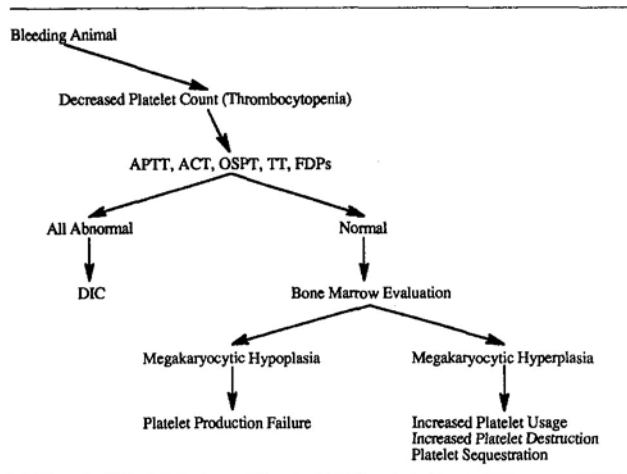 Bleeding Animal
Decreased Platelet Count (Thrombocytopenia)
APTT, ACT, OSPT, TT, FDPs
All Abnormal
Normal
DIC
Bone Marrow Evaluation
Megakaryocytic Hypoplasia
Megakaryocytic Hyperplasia
Platelet Production Failure
Increased Platelet Usage
Increased Platelet Destruction
Platelet Sequestration